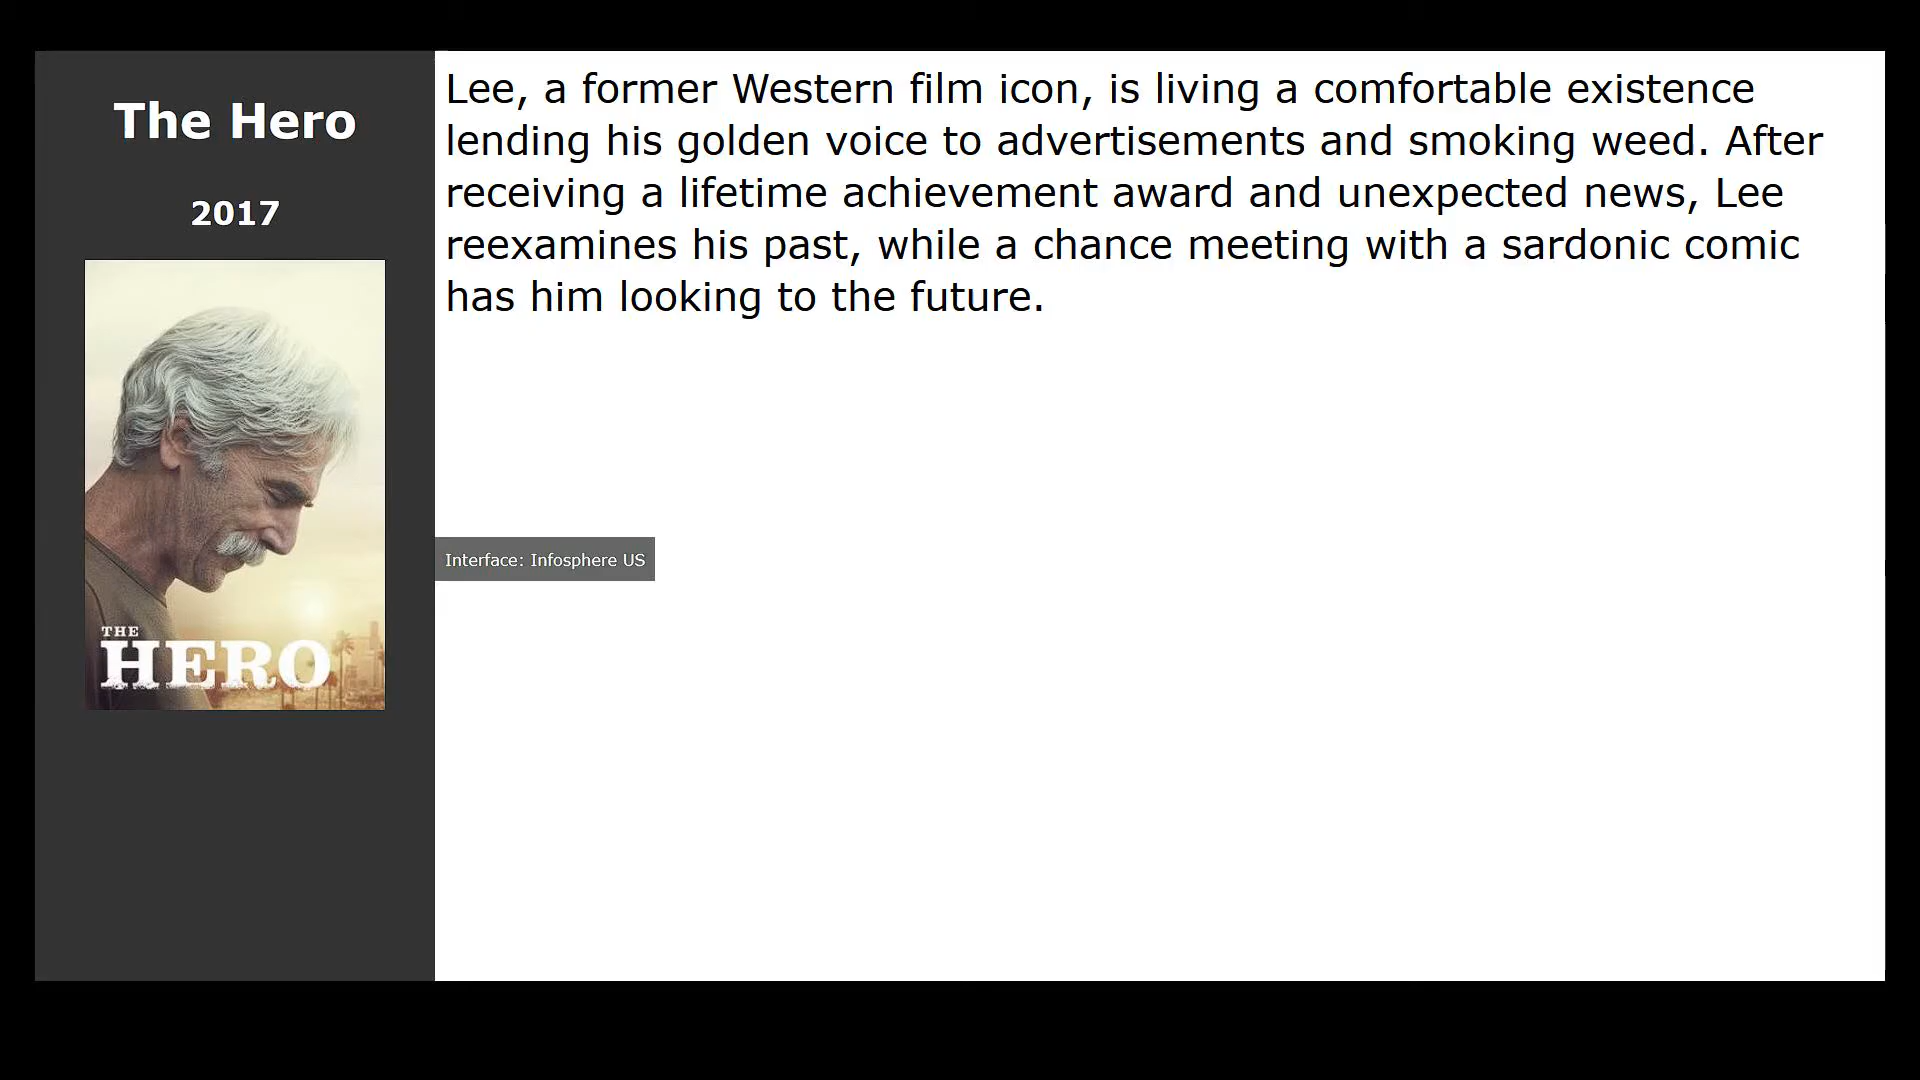 The Hero
2017
THE
HERO
Lee, a former Western film icon, is living a comfortable existence
lending his golden voice to advertisements and smoking weed. After
receiving a lifetime achievement award and unexpected news, Lee
reexamines his past, while a chance meeting with a sardonic comic
has him looking to the future.
Interface: Infosphere US